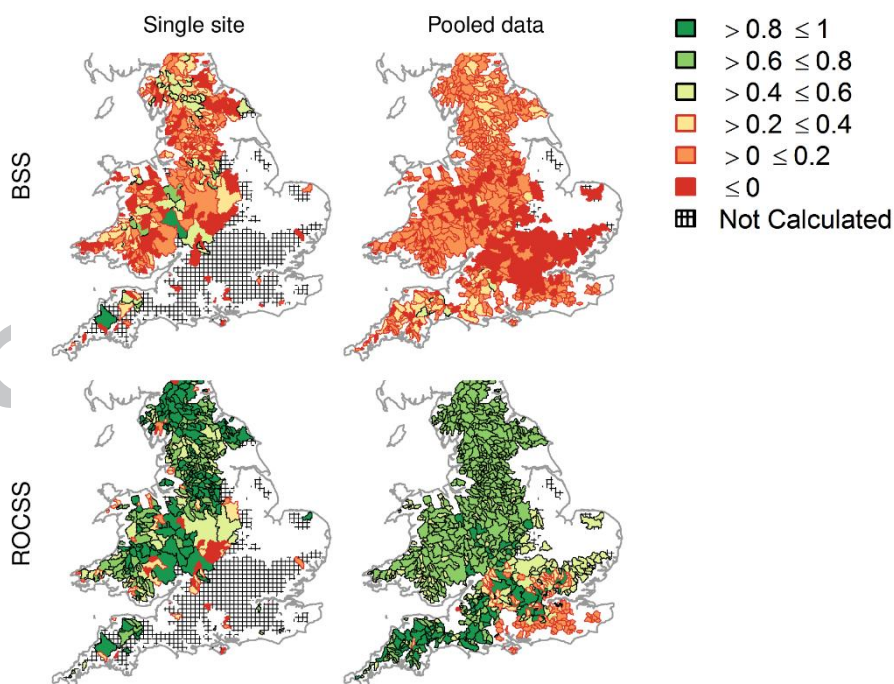 Single site
Pooled data
BSS
ROCSS
> 0.8 ≤ 1
> 0.6 ≤ 0.8
> 0.4 ≤ 0.6
> 0.2 ≤ 0.4
> 0 ≤ 0.2
≤ 0
Not Calculated